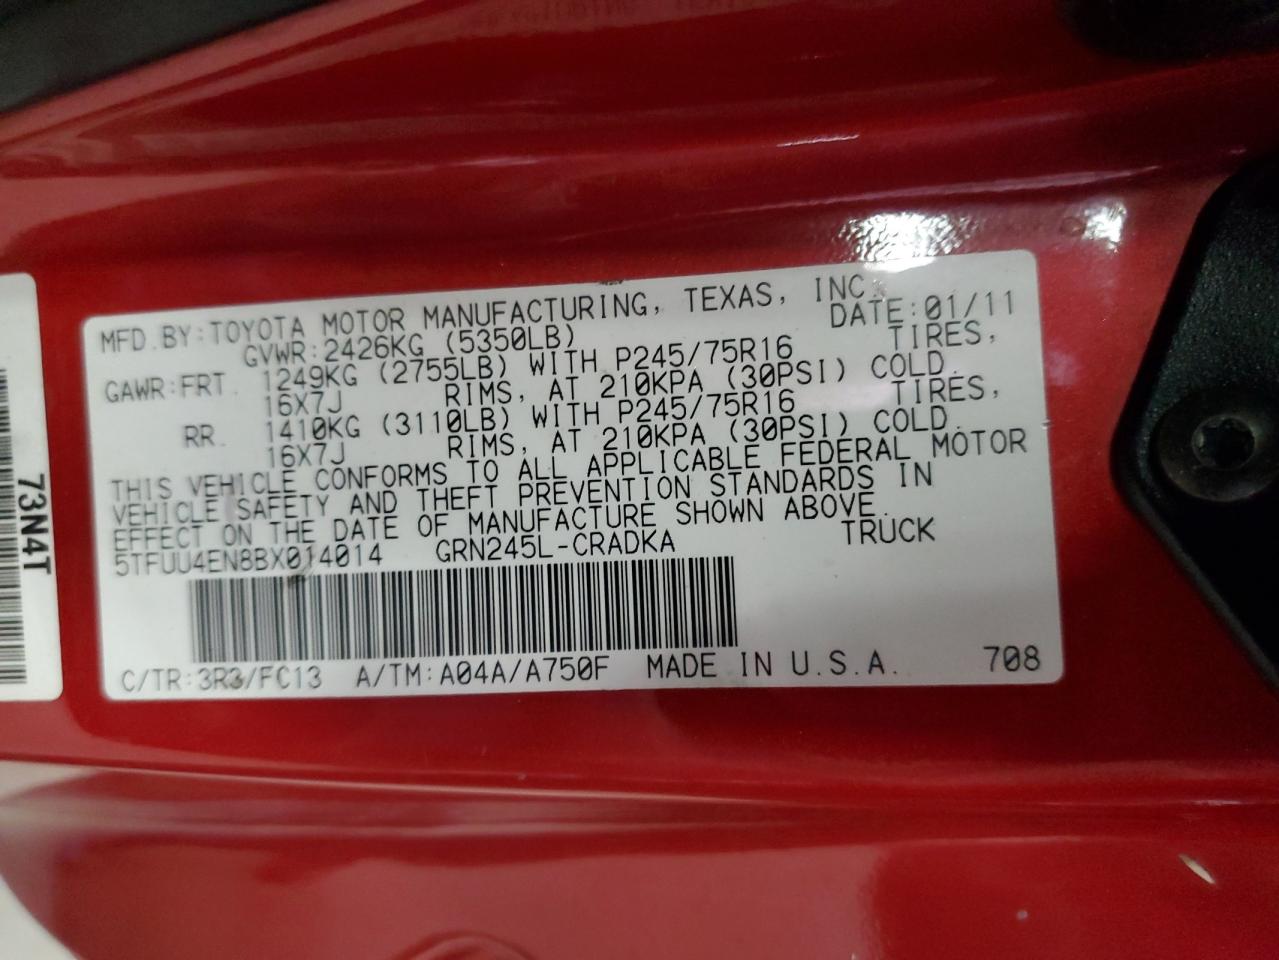 MFD. BY: TOYOTA MOTOR MANUFACTURING, TEXAS, INC.
GVWR: 2426KG (5350LB) DATE: 01/11
GAWR: FRT. 1249KG (2755LB) WITH P245/75R16 TIRES,
16X7J RIMS, AT 210KPA (30PSI) COLD.
RR. 1410KG (3110LB) WITH P245/75R16 TIRES,
16X7J RIMS, AT 210KPA (30PSI) COLD.
THIS VEHICLE CONFORMS TO ALL APPLICABLE FEDERAL MOTOR
VEHICLE SAFETY AND THEFT PREVENTION STANDARDS IN
EFFECT ON THE DATE OF MANUFACTURE SHOWN ABOVE.
5TFUU4EN8BX014014 GRN245L-CRADKA TRUCK
C/TR: 3R3/FC13 A/TM: A04A/A750F MADE IN U.S.A. 708
73N4T